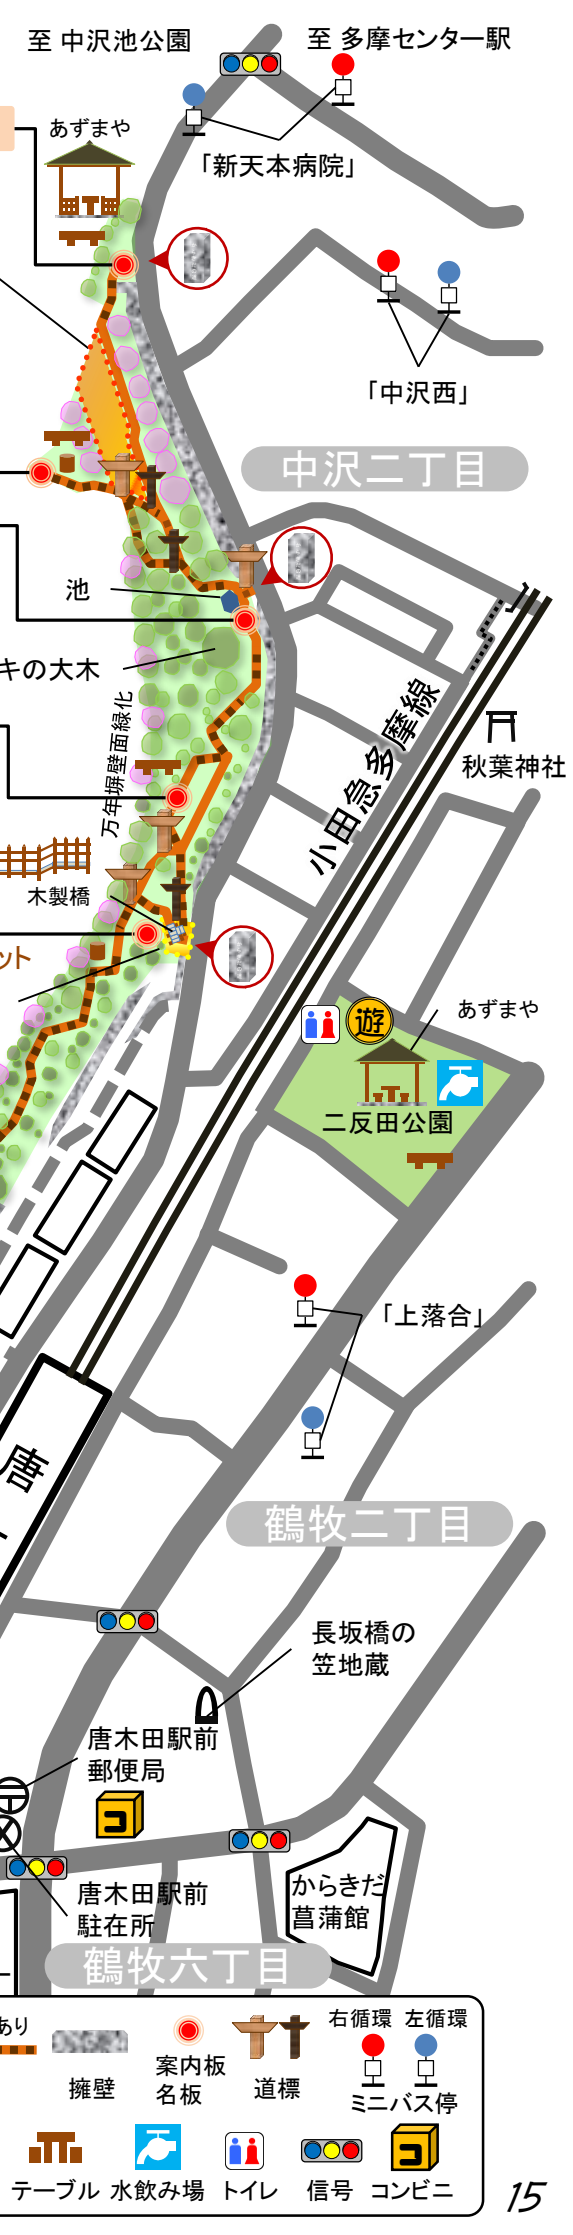 至 中沢池公園
至 多摩センター駅
あずまや
「新天本病院」
「中沢西」
中沢二丁目
池
キの大木
小田急多摩線
万年塀壁面緑化
秋葉神社
木製橋
ット
遊
あずまや
二反田公園
「上落合」
唐
鶴牧二丁目
長坂橋の
笠地蔵
唐木田駅前
郵便局
コ
からきだ
菖蒲館
唐木田駅前
駐在所
鶴牧六丁目
あり
擁壁
案内板
名板
道標
右循環 左循環
ミニバス停
テーブル
水飲み場
トイレ
信号
コ
コンビニ
15